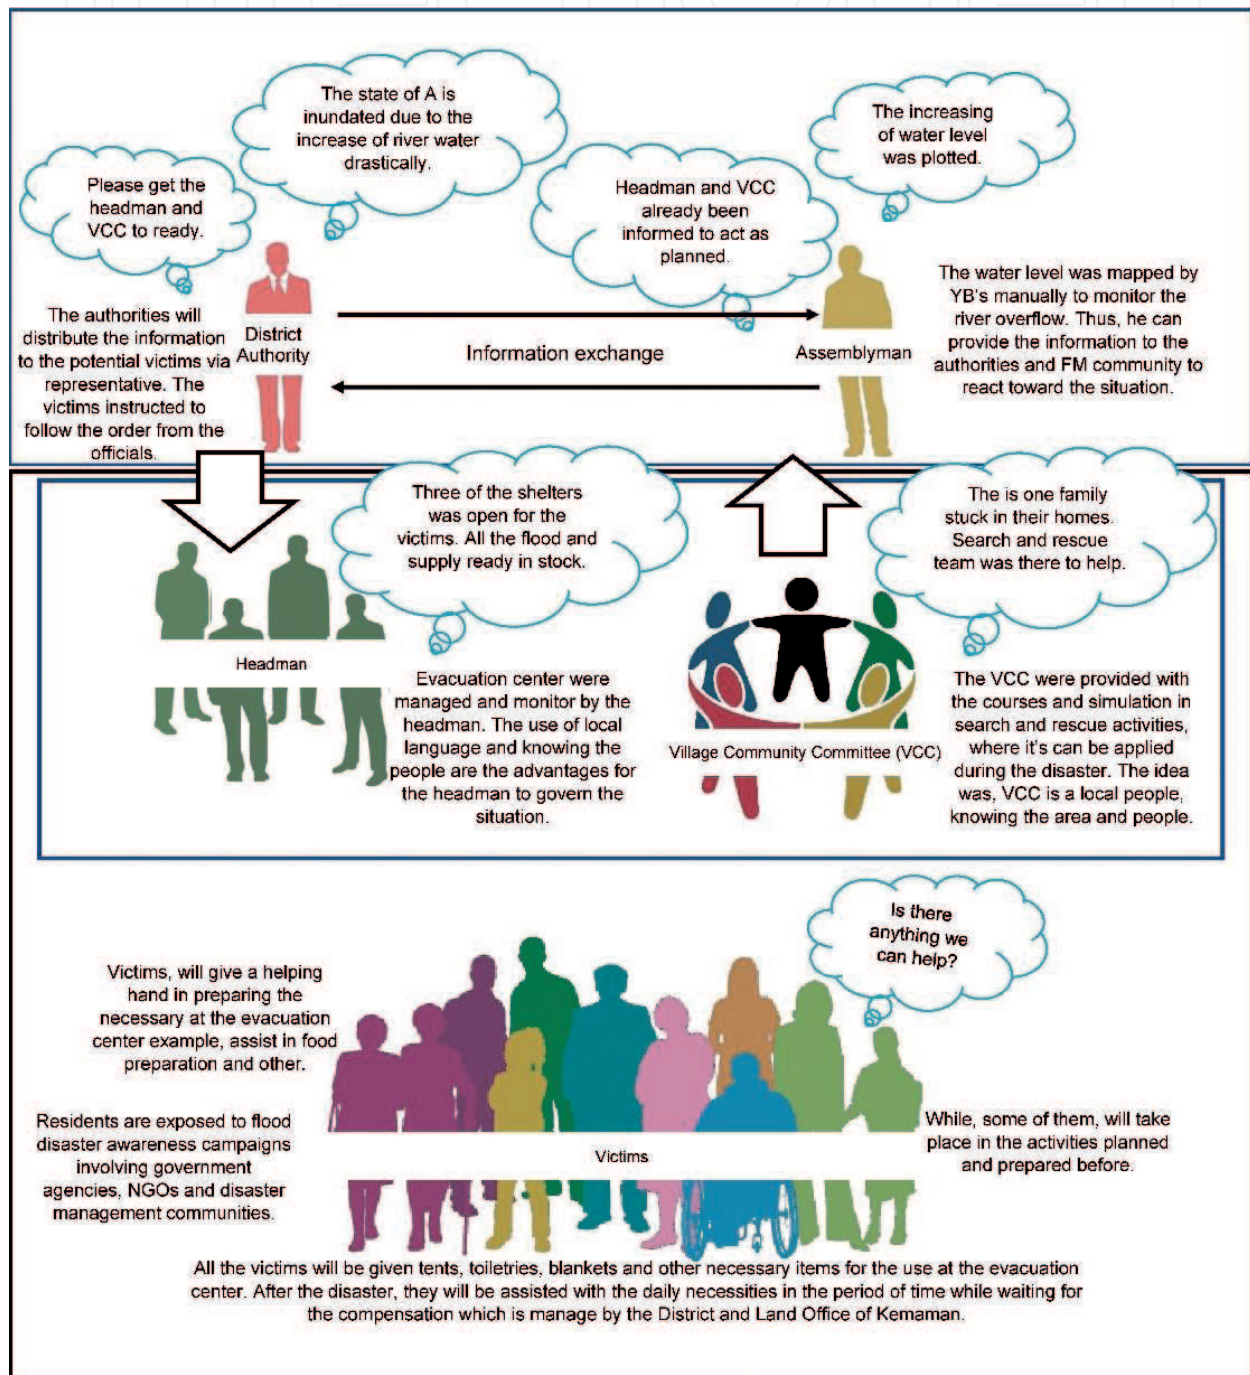 The state of A is
inundated due to the
increase of river water
drastically.
The increasing
of water level
was plotted.
Please get the
headman and
VCC to ready.
Headman and VCC
already been
informed to act as
planned.
The authorities will
distribute the information
to the potential victims via
representative. The
victims instructed to
follow the order from the
officials.
District
Authority
Information exchange
Assemblyman
The water level was mapped by
YB's manually to monitor the
river overflow. Thus, he can
provide the information to the
authorities and FM community to
react toward the situation.
Three of the shelters
was open for the
victims. All the flood and
supply ready in stock.
The is one family
stuck in their homes.
Search and rescue
team was there to help.
Headman
Evacuation center were
managed and monitor by the
headman. The use of local
language and knowing the
people are the advantages for
the headman to govern the
situation.
Village Community Committee (VCC)
The VCC were provided with
the courses and simulation in
search and rescue activities,
where it's can be applied
during the disaster. The idea
was, VCC is a local people,
knowing the area and people.
Is there
anything we
can help?
Victims, will give a helping
hand in preparing the
necessary at the evacuation
center example, assist in food
preparation and other.
Residents are exposed to flood
disaster awareness campaigns
involving government
agencies, NGOs and disaster
management communities.
Victims
While, some of them, will take
place in the activities planned
and prepared before.
All the victims will be given tents, toiletries, blankets and other necessary items for the use at the evacuation
center. After the disaster, they will be assisted with the daily necessities in the period of time while waiting for
the compensation which is manage by the District and Land Office of Kemaman.